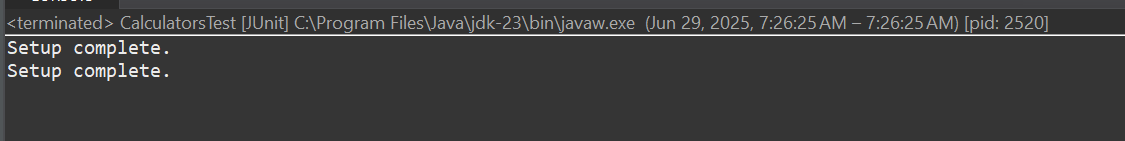 <terminated> CalculatorsTest [JUnit] C:\Program Files\Java\jdk-23\bin\javaw.exe (Jun 29, 2025, 7:26:25 AM – 7:26:25 AM) [pid: 2520]
Setup complete.
Setup complete.